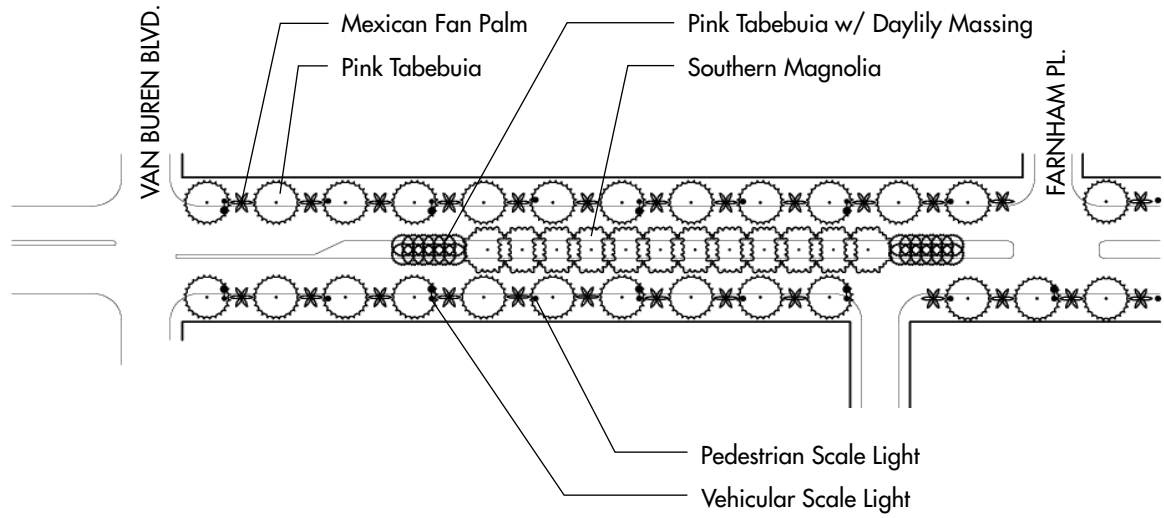 VAN BUREN BLVD.
Mexican Fan Palm
Pink Tabebuia
Pink Tabebuia w/ Daylily Massing
Southern Magnolia
FARNHAM PL.
Pedestrian Scale Light
Vehicular Scale Light